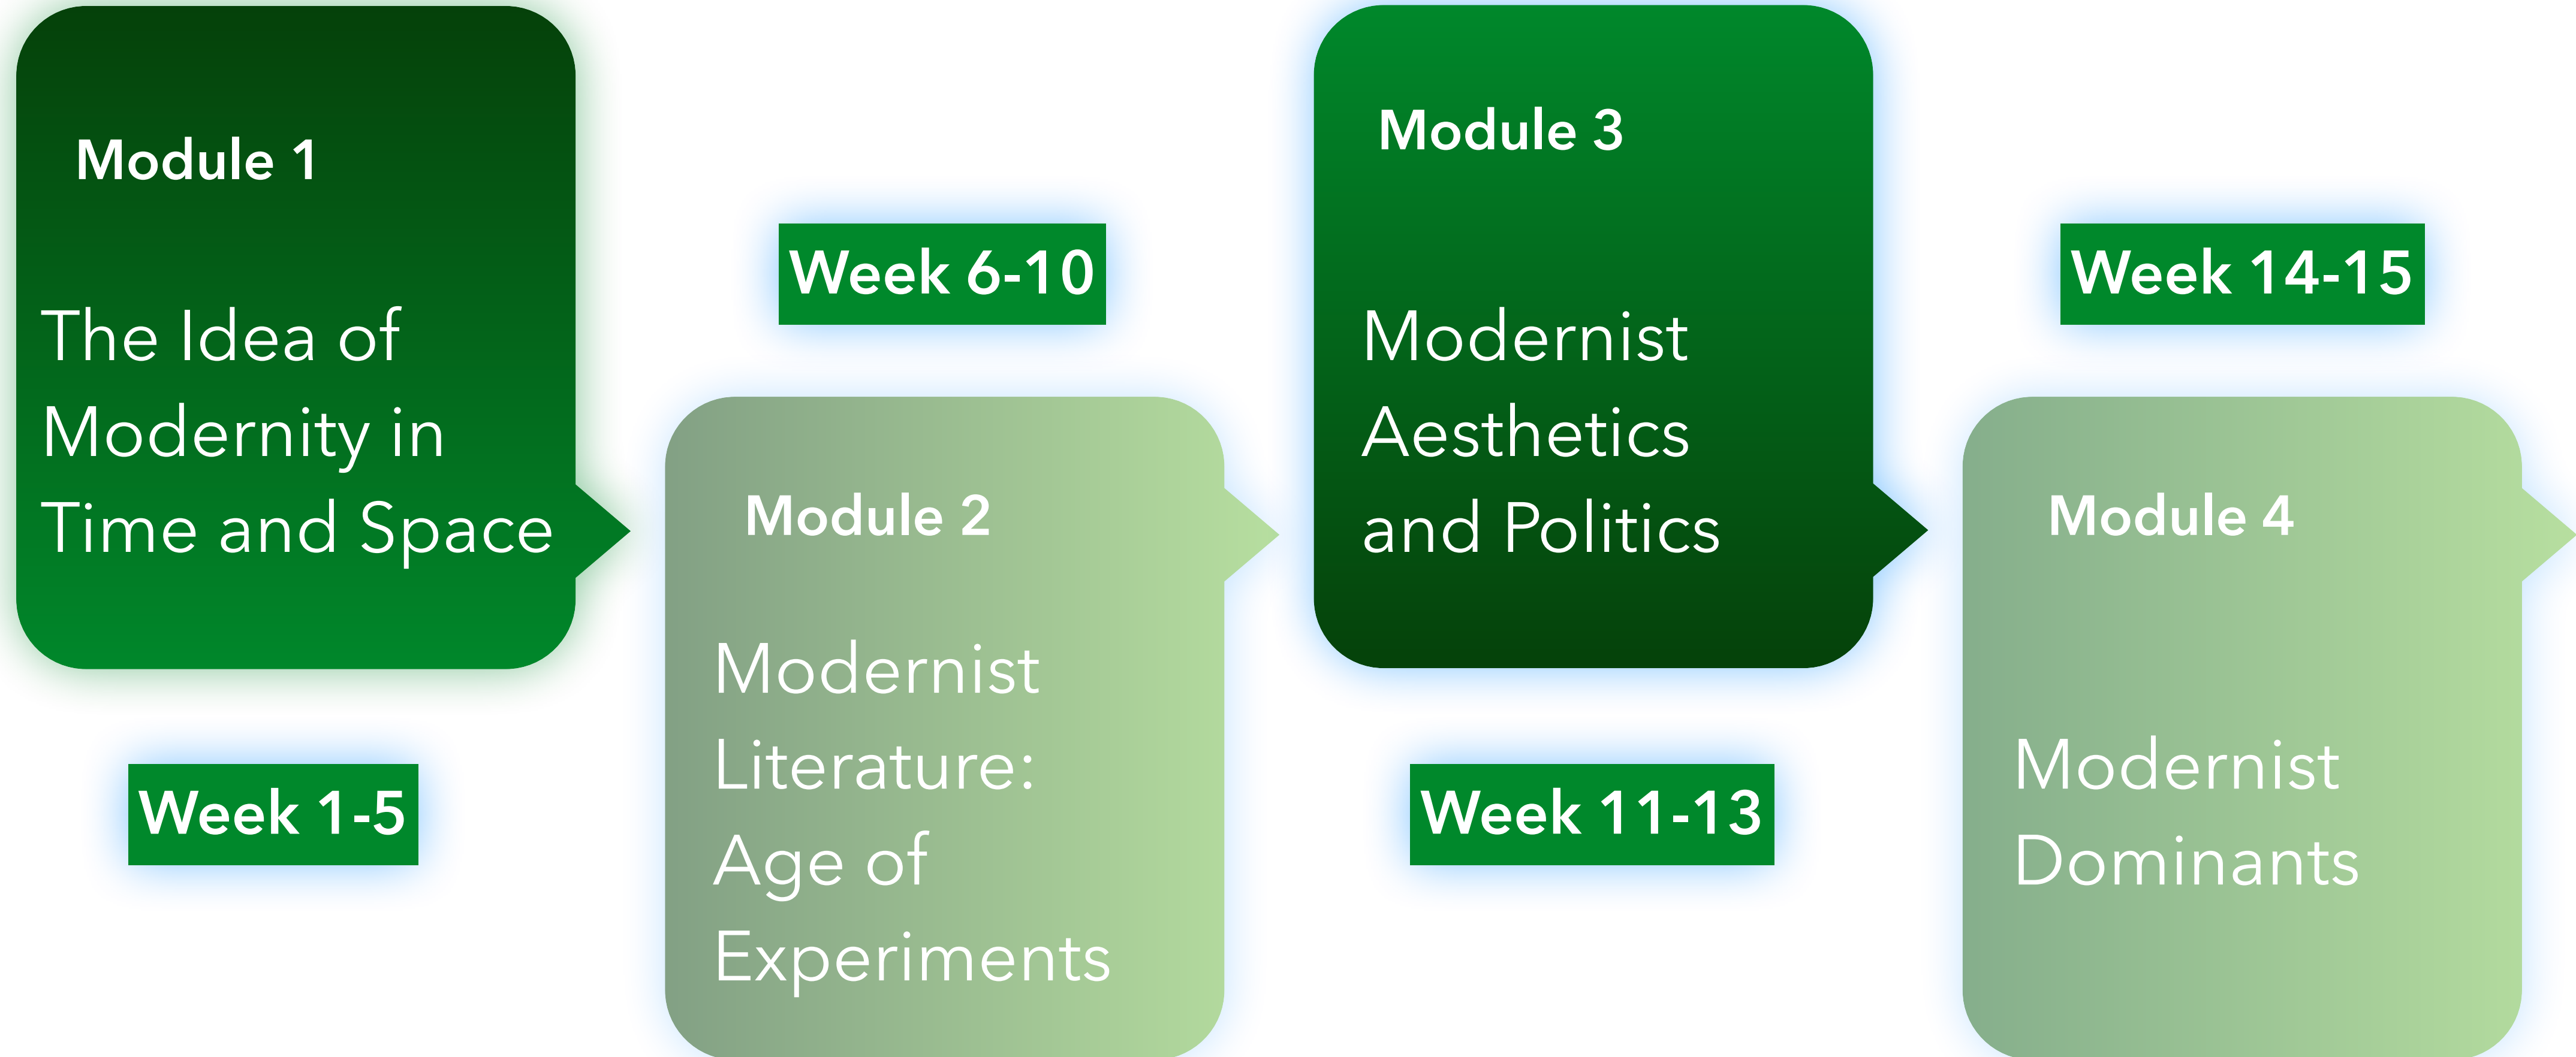 Module 1
The Idea of
Modernity in
Time and Space
Week 1-5
Week 6-10
Module 2
Modernist
Literature:
Age of
Experiments
Module 3
Modernist
Aesthetics
and Politics
Week 11-13
Week 14-15
Module 4
Modernist
Dominants